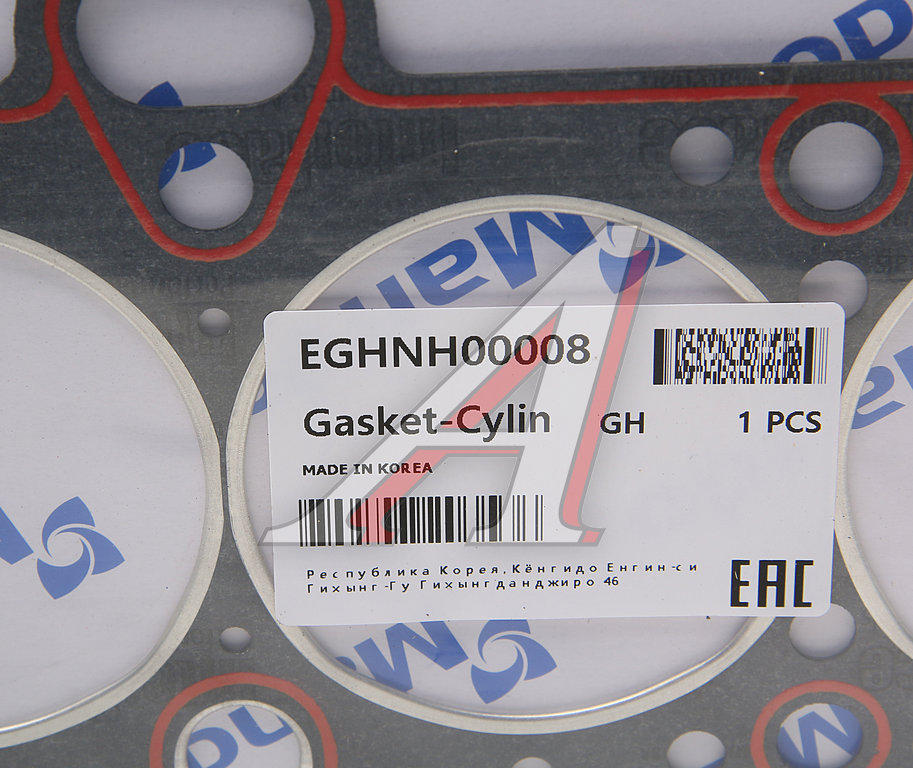 EGHNH00008
Gasket-Cylin GH 1 PCS
MADE IN KOREA
Республика Корея,Кёнгидо Енгин-си
Гихынг-Гу Гихынгданджиро 46
EAC